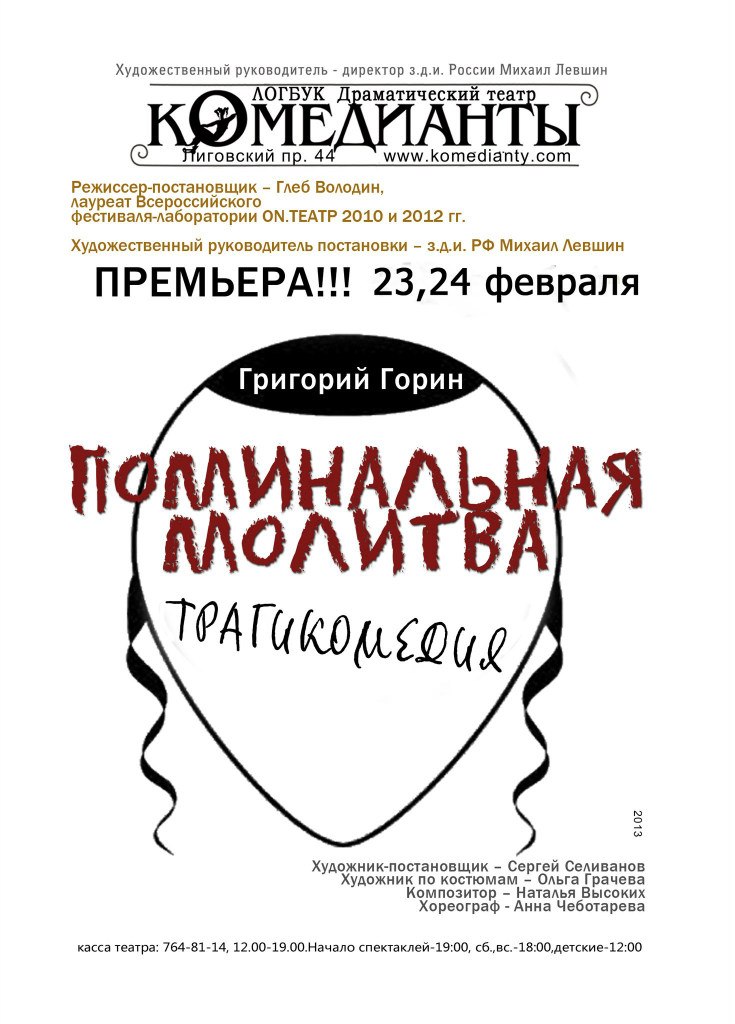 Художественный руководитель - директор з.д.и. России Михаил Левшин
ЛОГБУК Драматический театр
КОМЕДИАНТЫ
Лиговский пр. 44 www.komedianty.com
Режиссер-постановщик – Глеб Володин,
лауреат Всероссийского
фестиваля-лаборатории ON.ТЕАТР 2010 и 2012 гг.
Художественный руководитель постановки – з.д.и. РФ Михаил Левшин
ПРЕМЬЕРА!!! 23,24 февраля
Григорий Горин
ПОМИНАЛЬНАЯ
МОЛИТВА
ТРАГИКОМЕДИЯ
2013
Художник-постановщик – Сергей Селиванов
Художник по костюмам – Ольга Грачева
Композитор – Наталья Высоких
Хореограф - Анна Чеботарева
касса театра: 764-81-14, 12.00-19.00.Начало спектаклей-19:00, сб.,вс.-18:00,детские-12:00